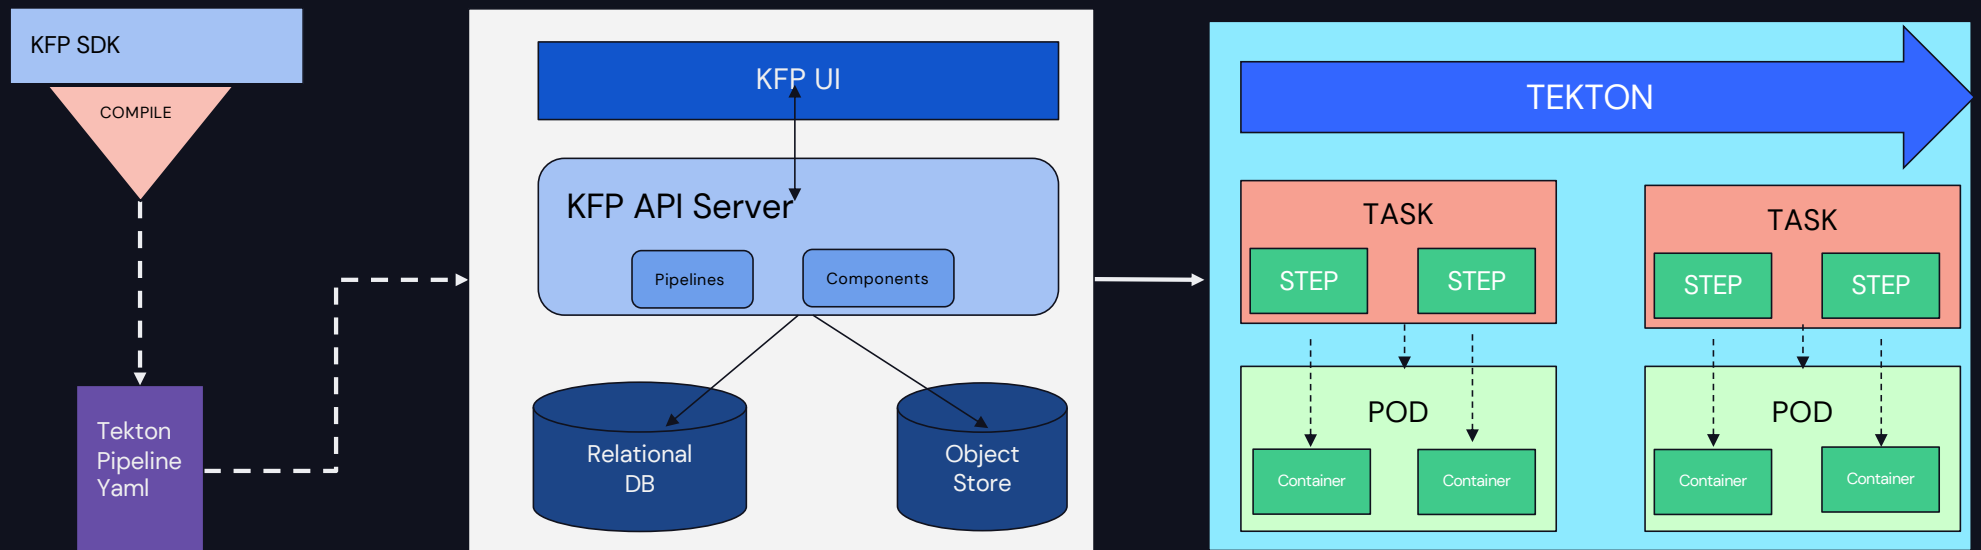 KFP SDK
COMPILE
Tekton
Pipeline
Yaml
KFP UI
KFP API Server
Pipelines
Components
Relational
DB
Object
Store
TEKTON
TASK
STEP
STEP
POD
Container
Container
TASK
STEP
STEP
POD
Container
Container